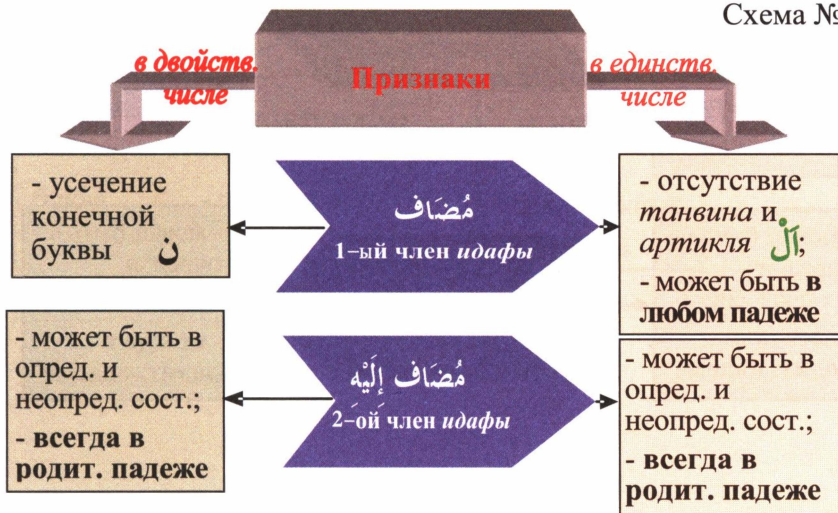 Схема №
в двойств.
числе
Признаки
в единств.
числе
- усечение
конечной
буквы ن
مُضَاف
1–ый член идафы
- отсутствие
танвина и
артикля اَلْ;
- может быть в
любом падеже
- может быть в
опред. и
неопред. сост.;
- всегда в
родит. падеже
مُضَاف إِلَيْهِ
2–ой член идафы
- может быть в
опред. и
неопред. сост.;
- всегда в
родит. падеже